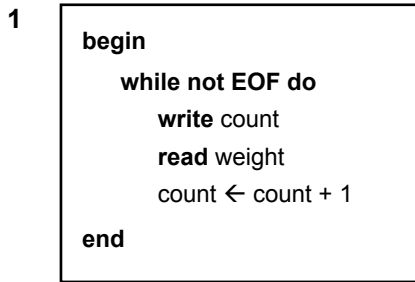 1
begin
while not EOF do
write count
read weight
count ← count + 1
end